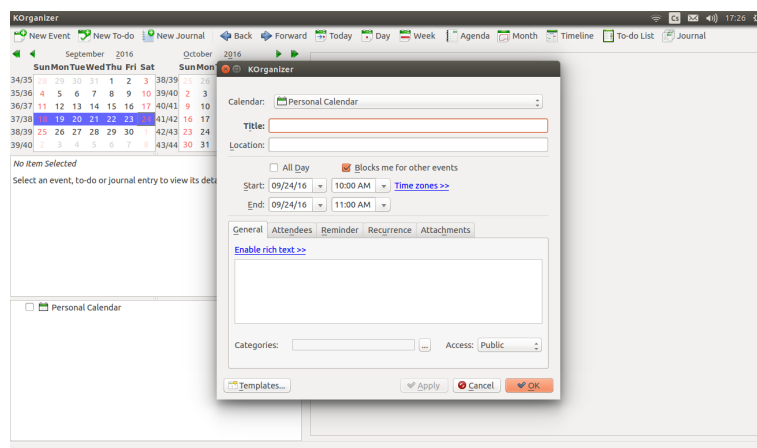 KOrganizer
Cs 17:26
New Event New To-do New Journal Back Forward Today Day Week Agenda Month Timeline To-do List Journal
September 2016 October 2016
Sun Mon Tue Wed Thu Fri Sat Sun Mon
34/35 28 29 30 31 1 2 3 38/39 25 26
35/36 4 5 6 7 8 9 10 39/40 2 3
36/37 11 12 13 14 15 16 17 40/41 9 10
37/38 18 19 20 21 22 23 24 41/42 16 17
38/39 25 26 27 28 29 30 1 42/43 23 24
39/40 2 3 4 5 6 7 8 43/44 30 31
No Item Selected
Select an event, to-do or journal entry to view its deta
Personal Calendar
KOrganizer
Calendar: Personal Calendar
Title:
Location:
All Day Blocks me for other events
Start: 09/24/16 10:00 AM Time zones >>
End: 09/24/16 11:00 AM
General Attendees Reminder Recurrence Attachments
Enable rich text >>
Categories: ... Access: Public
Templates... Apply Cancel OK